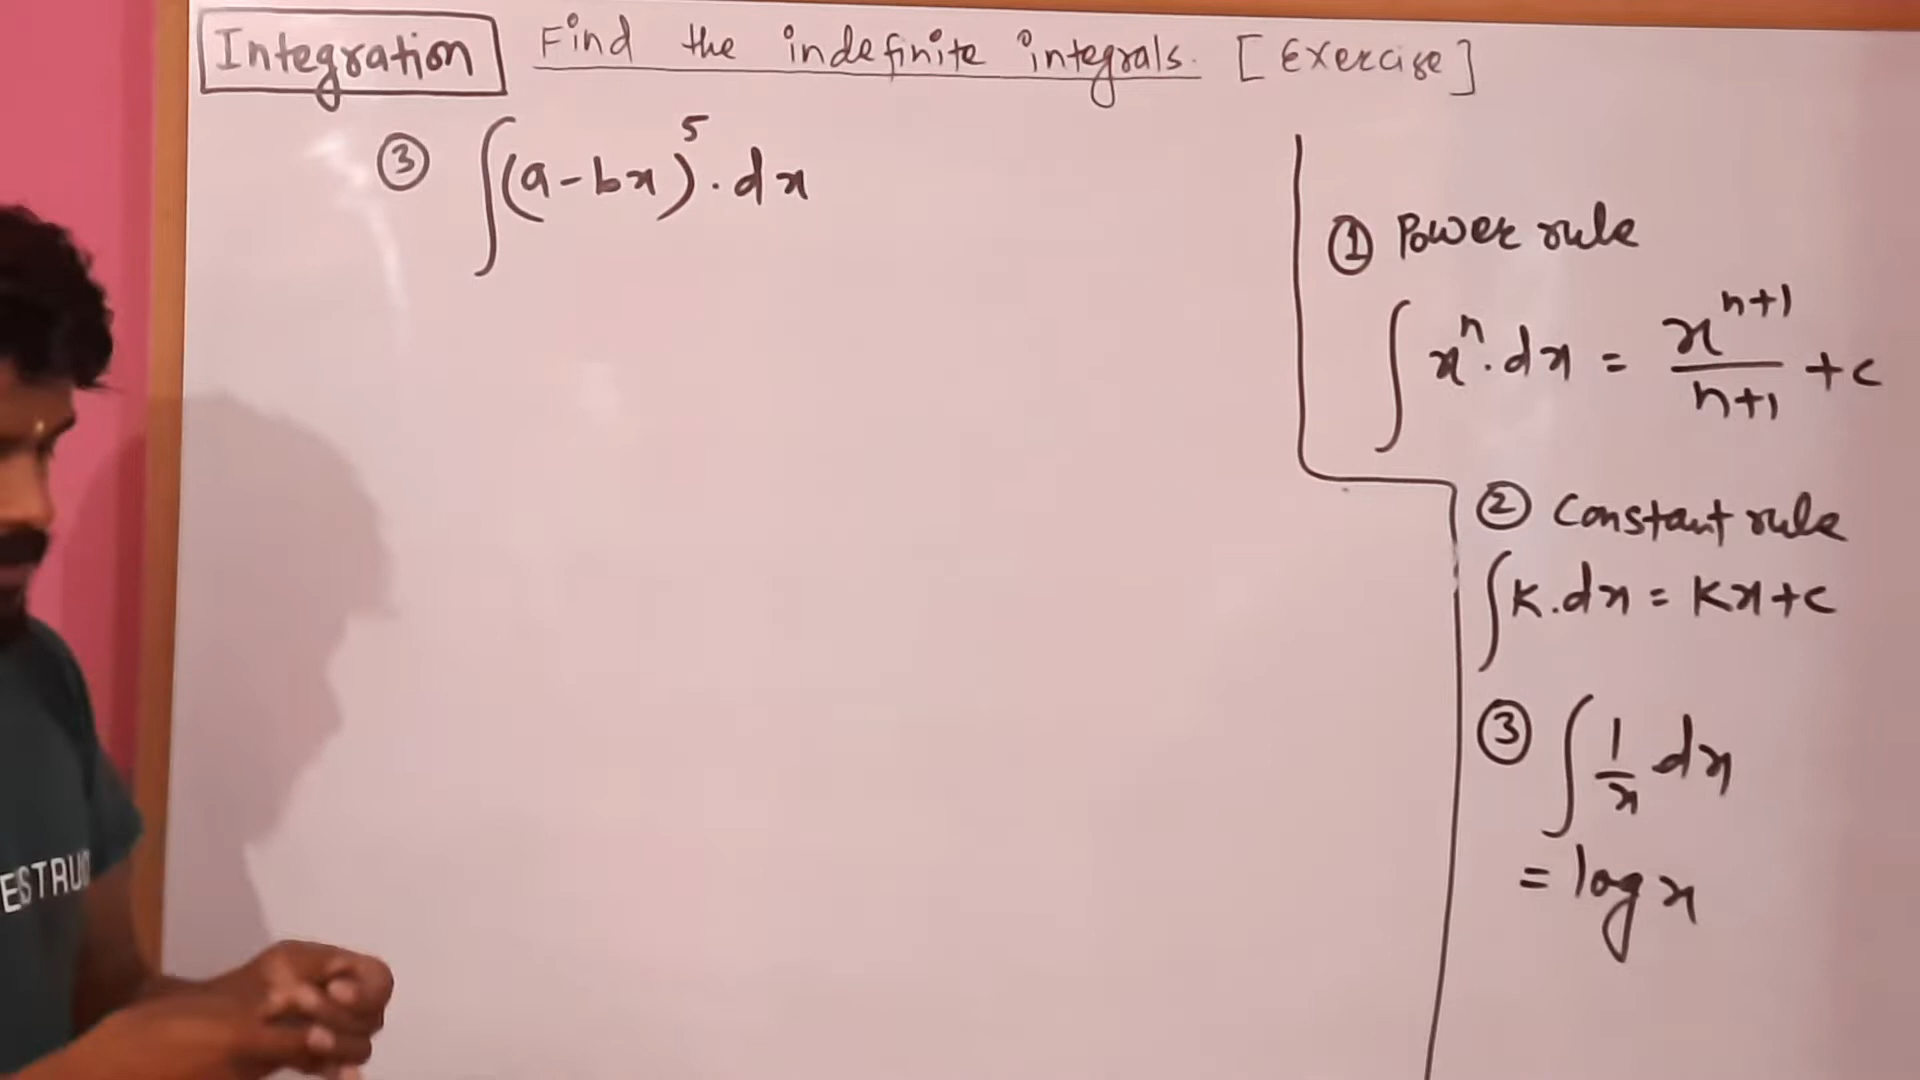 Integration Find the indefinite integrals. [Exercise]
③ ∫(a-bx)⁵.dx
① Power rule
∫xⁿ.dx = xⁿ⁺¹/n+1 +c
② Constant rule
∫K.dx = Kx+c
③ ∫1/x dx
= log x
ESTRU